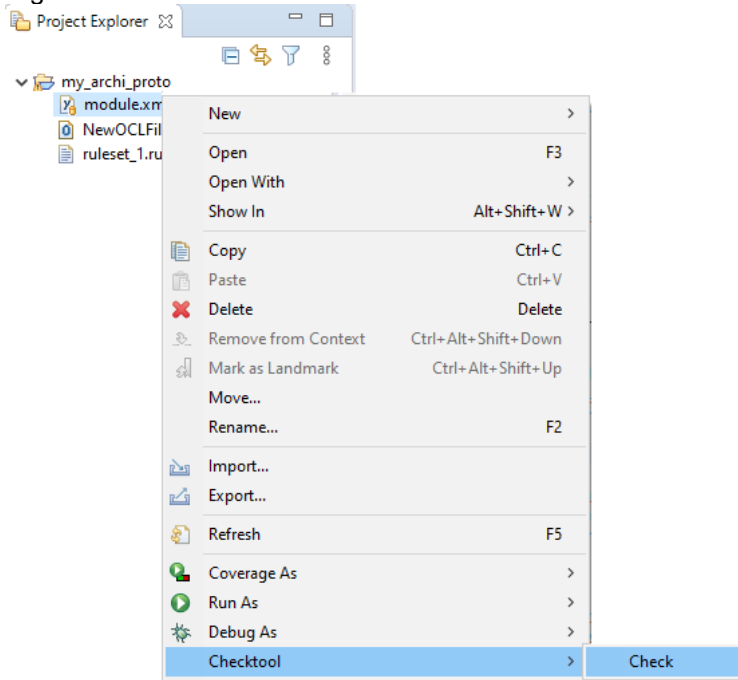 Project Explorer
my_archi_proto
module.xm
NewOCLFil
ruleset_1.ru
New
Open F3
Open With
Show In Alt+Shift+W
Copy Ctrl+C
Paste Ctrl+V
Delete Delete
Remove from Context Ctrl+Alt+Shift+Down
Mark as Landmark Ctrl+Alt+Shift+Up
Move...
Rename... F2
Import...
Export...
Refresh F5
Coverage As
Run As
Debug As
Checktool Check